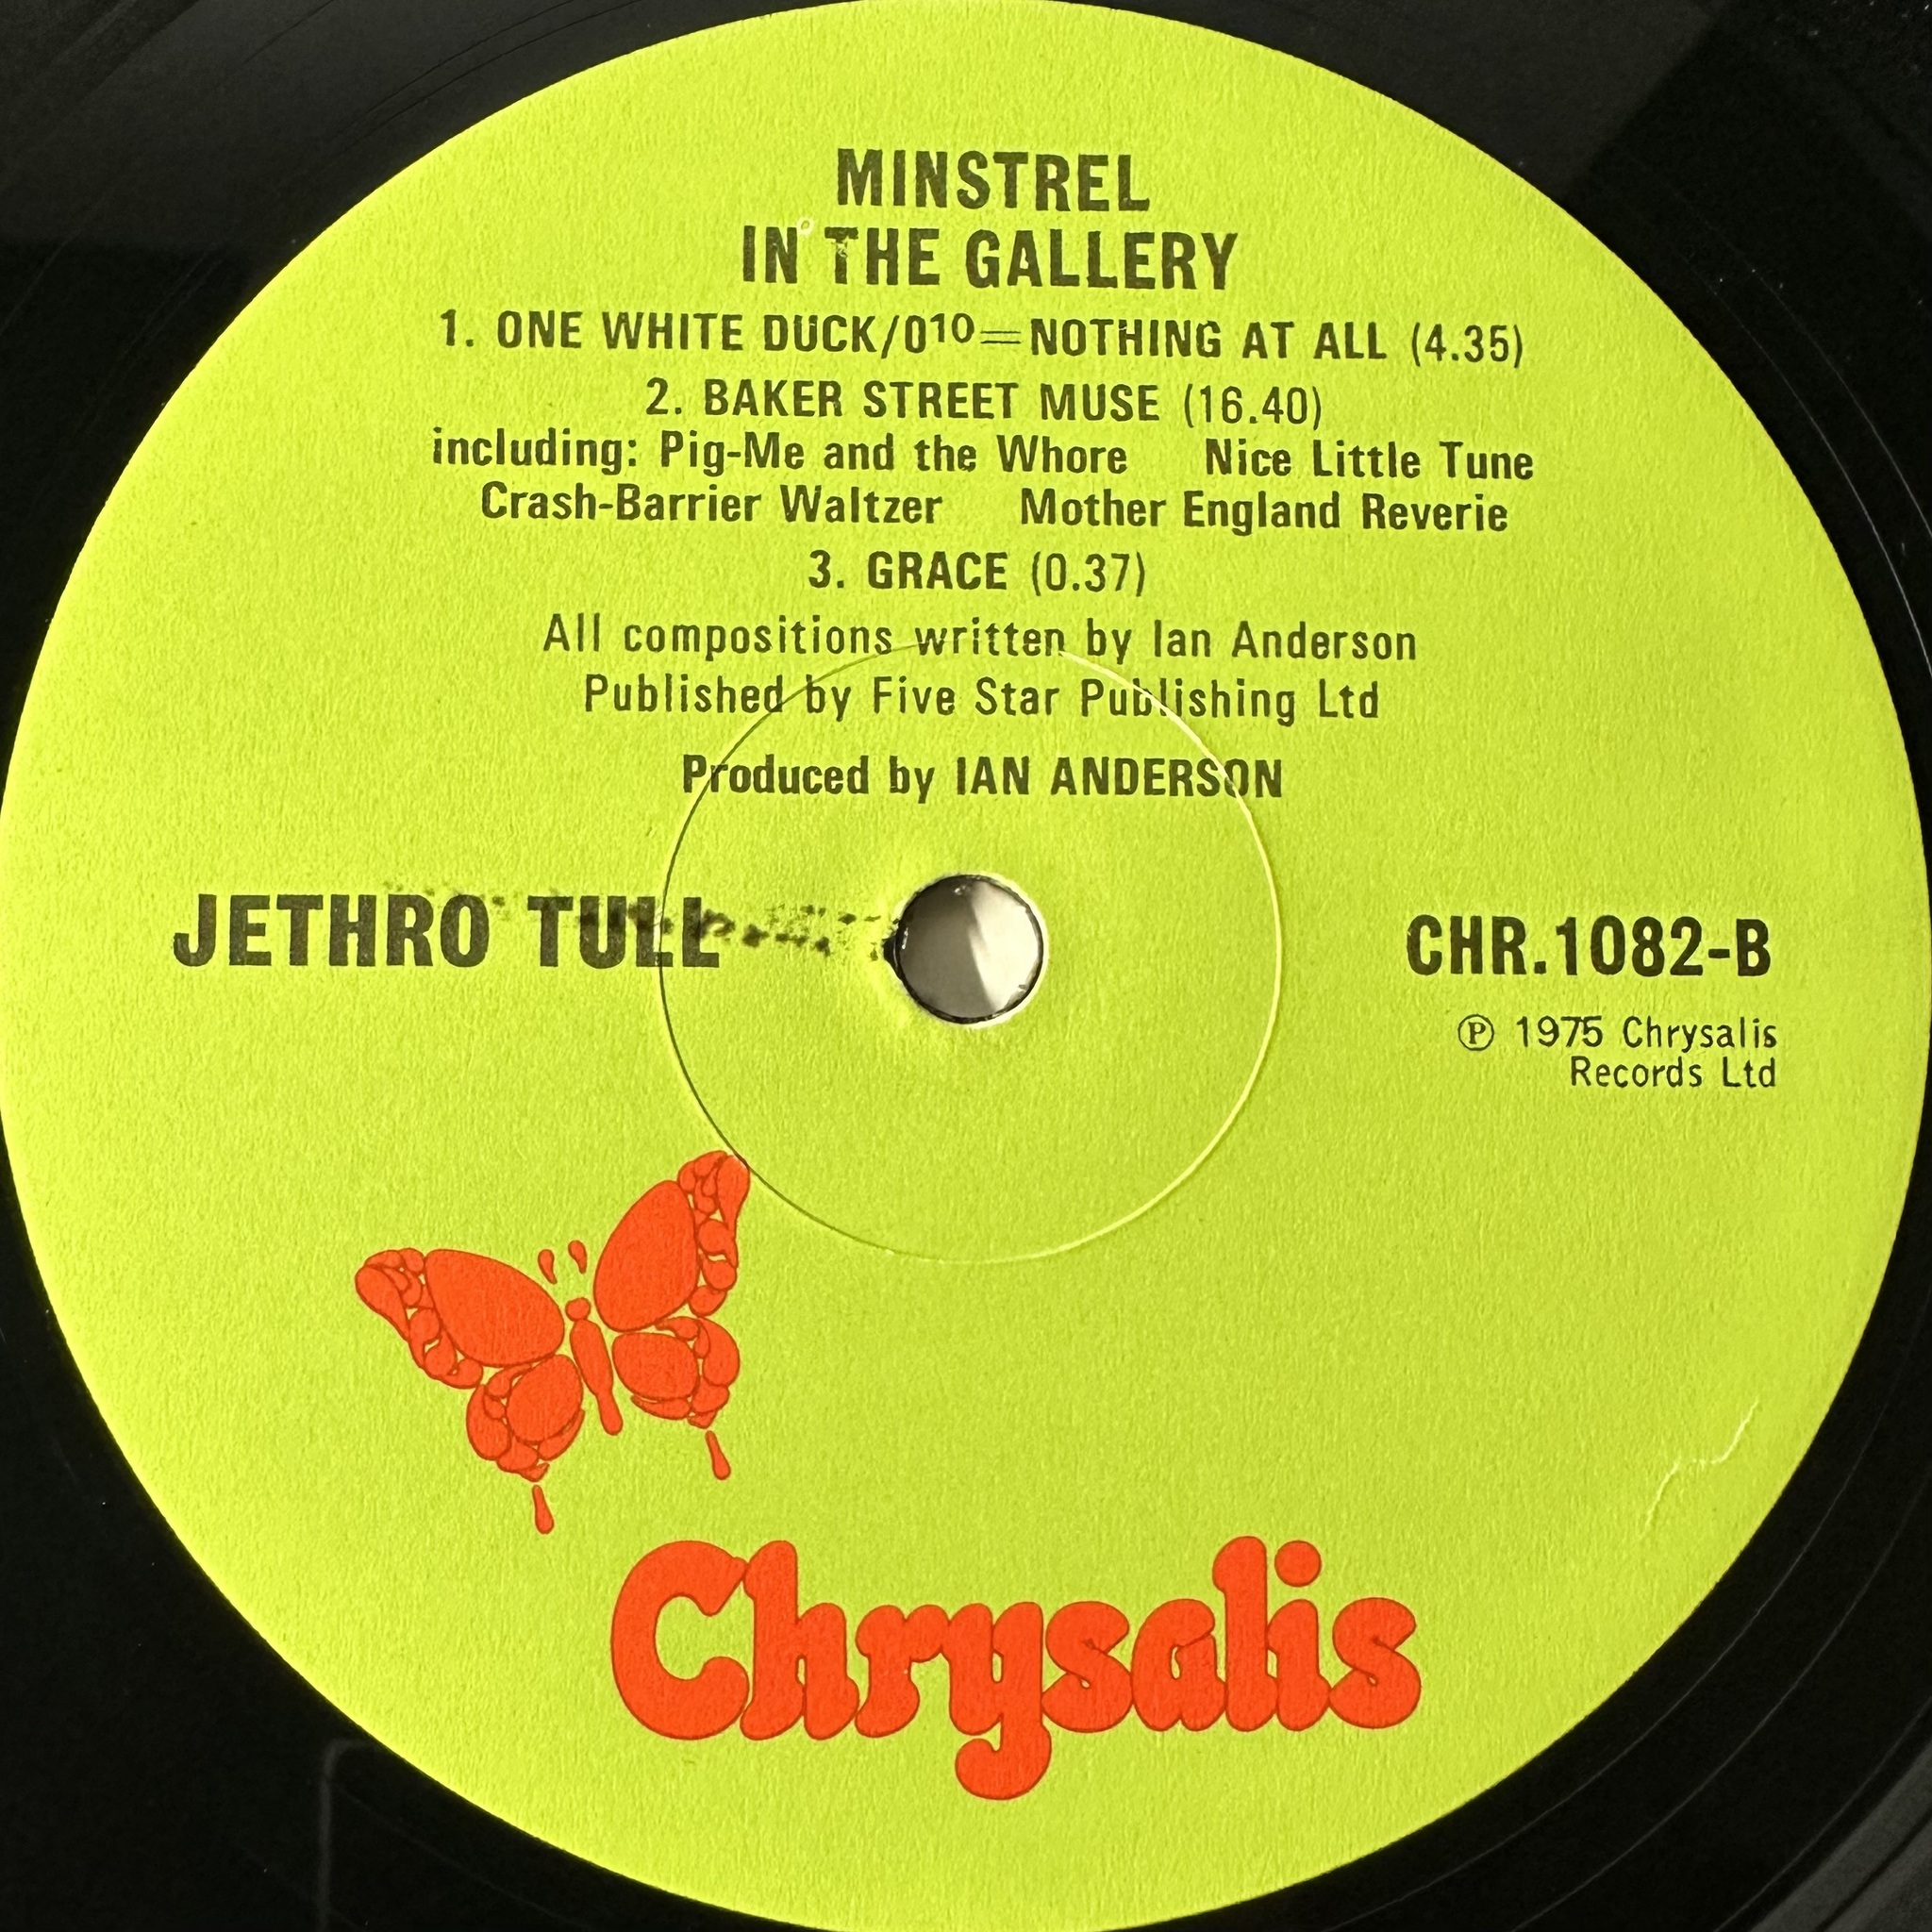 MINSTREL
IN THE GALLERY
1. ONE WHITE DUCK/0¹⁰=NOTHING AT ALL (4.35)
2. BAKER STREET MUSE (16.40)
including: Pig-Me and the Whore Nice Little Tune
Crash-Barrier Waltzer Mother England Reverie
3. GRACE (0.37)
All compositions written by Ian Anderson
Published by Five Star Publishing Ltd
Produced by IAN ANDERSON
JETHRO TULL
CHR.1082-B
℗ 1975 Chrysalis
Records Ltd
Chrysalis